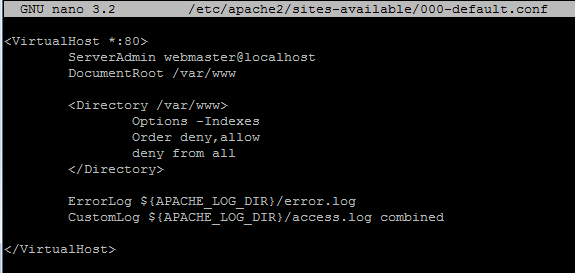 GNU nano 3.2 /etc/apache2/sites-available/000-default.conf
<VirtualHost *:80>
ServerAdmin webmaster@localhost
DocumentRoot /var/www
<Directory /var/www>
Options -Indexes
Order deny,allow
deny from all
</Directory>
ErrorLog ${APACHE_LOG_DIR}/error.log
CustomLog ${APACHE_LOG_DIR}/access.log combined
</VirtualHost>